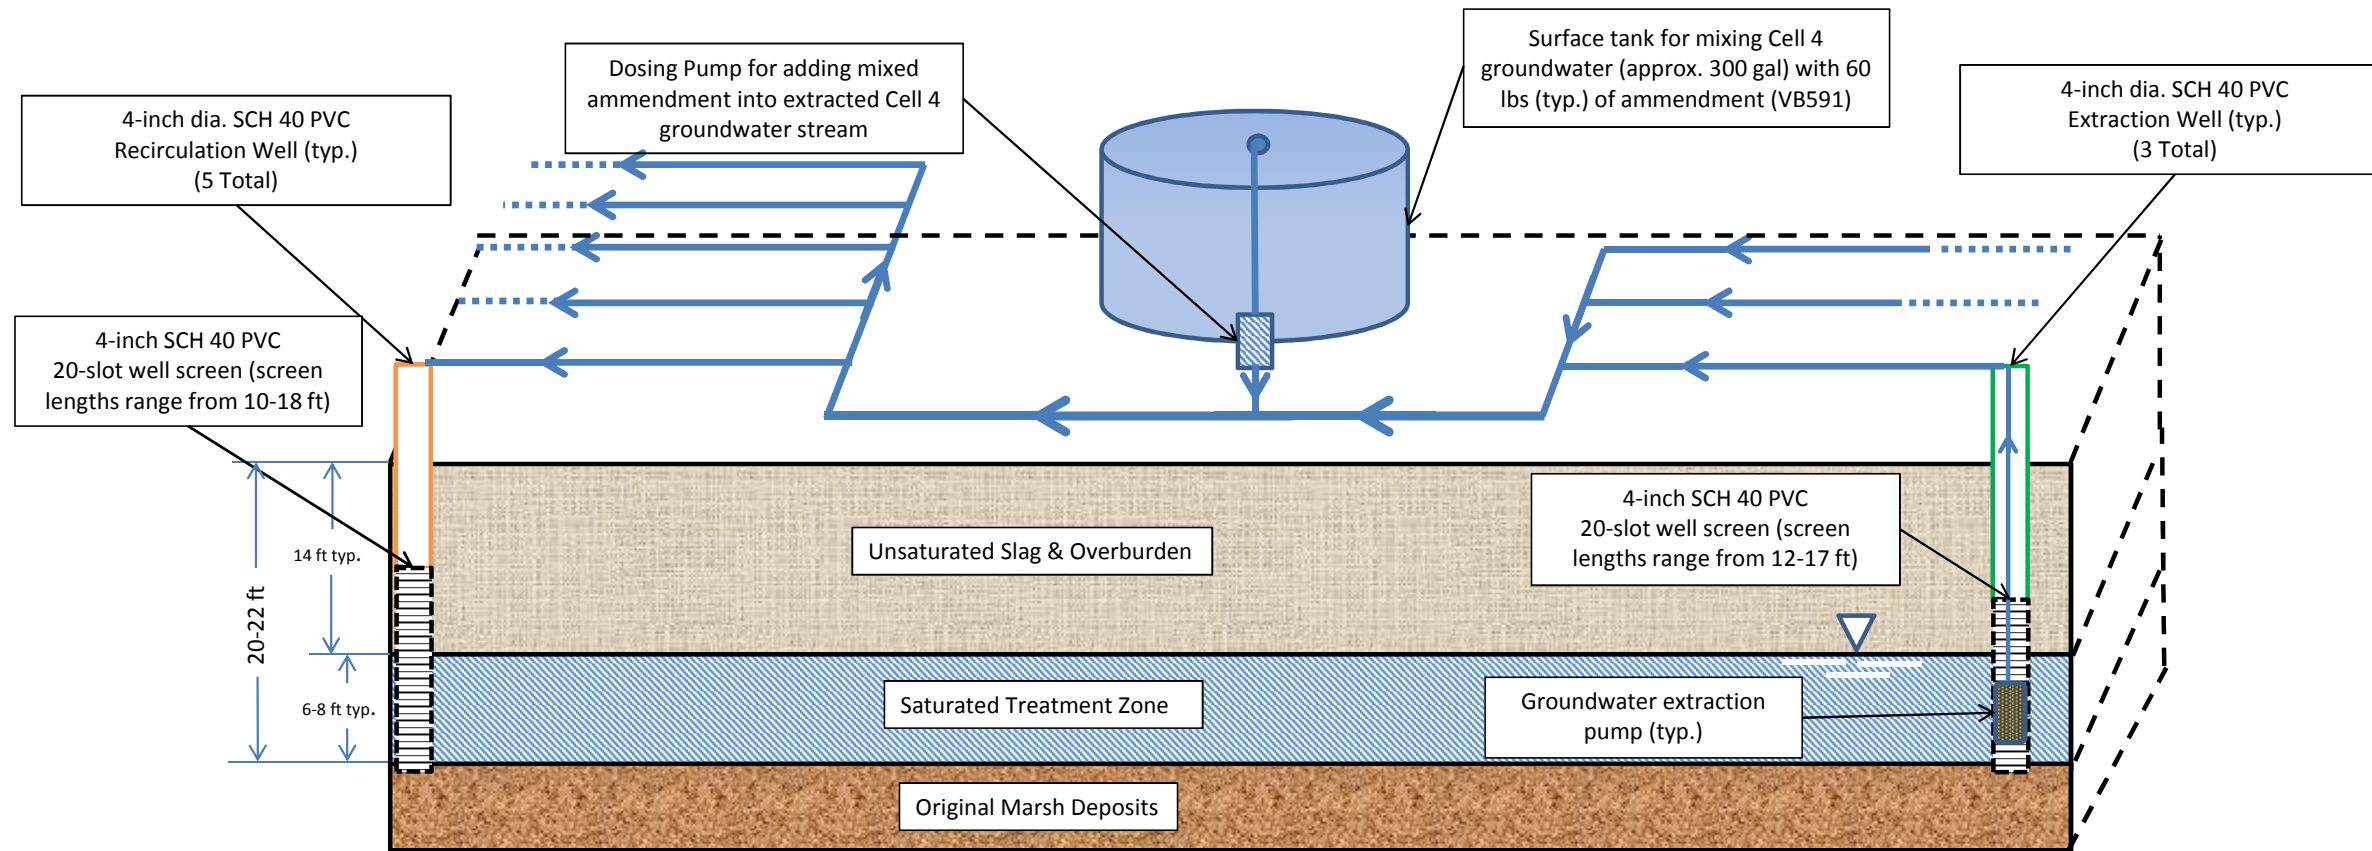 Dosing Pump for adding mixed
ammendment into extracted Cell 4
groundwater stream
Surface tank for mixing Cell 4
groundwater (approx. 300 gal) with 60
lbs (typ.) of ammendment (VB591)
4-inch dia. SCH 40 PVC
Recirculation Well (typ.)
(5 Total)
4-inch dia. SCH 40 PVC
Extraction Well (typ.)
(3 Total)
4-inch SCH 40 PVC
20-slot well screen (screen
lengths range from 10-18 ft)
4-inch SCH 40 PVC
20-slot well screen (screen
lengths range from 12-17 ft)
Unsaturated Slag & Overburden
14 ft typ.
20-22 ft
6-8 ft typ.
Saturated Treatment Zone
Groundwater extraction
pump (typ.)
Original Marsh Deposits